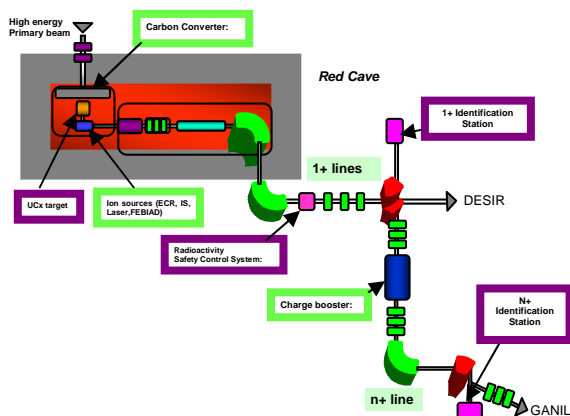 High energy
Primary beam
Carbon Converter:
Red Cave
1+ Identification
Station
1+ lines
UCx target
Ion sources (ECR, IS,
Laser,FEBIAD)
DESIR
Radioactivity
Safety Control System:
Charge booster:
N+
Identification
Station
n+ line
GANIL